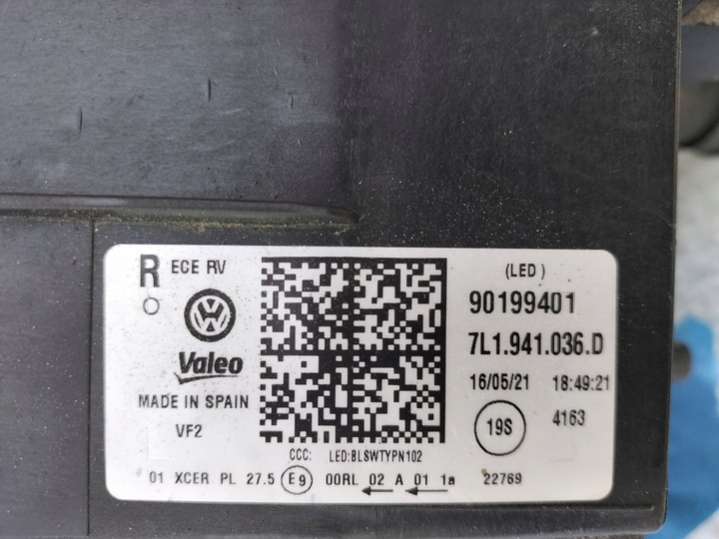 R ECE RV
(LED)
90199401
7L1.941.036.D
Valeo
16/05/21 18:49:21
MADE IN SPAIN
VF2
19S 4163
CCC: LED:BLSWTYPN102
01 XCER PL 27.5 E9 00RL 02 A 01 1a 22769